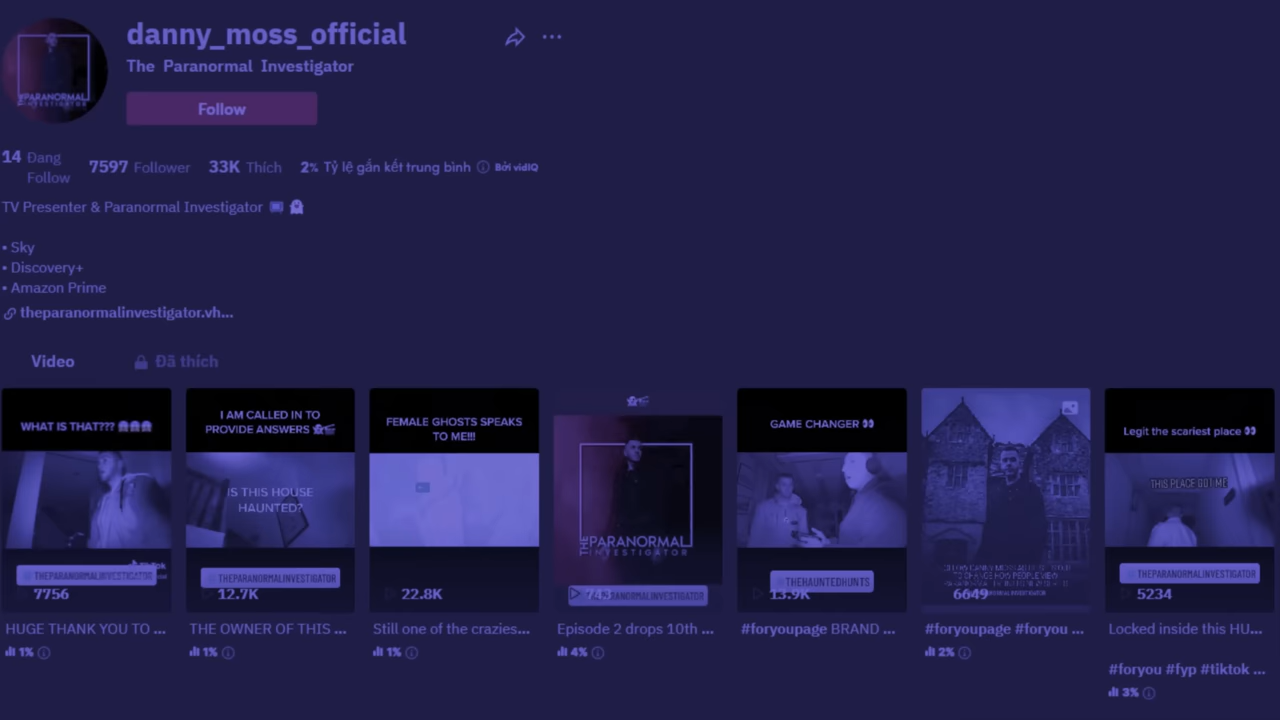 danny_moss_official
The Paranormal Investigator
Follow
14 Đang Follow 7597 Follower 33K Thích 2% Tỷ lệ gắn kết trung bình Bởi vidIQ
TV Presenter & Paranormal Investigator
• Sky
• Discovery+
• Amazon Prime
theparanormalinvestigator.vh...
Video Đã thích
WHAT IS THAT???
THEPARANORMALINVESTIGATOR
7756
HUGE THANK YOU TO ...
1%
I AM CALLED IN TO
PROVIDE ANSWERS
IS THIS HOUSE
HAUNTED?
THEPARANORMALINVESTIGATOR
12.7K
THE OWNER OF THIS ...
1%
FEMALE GHOSTS SPEAKS
TO ME!!!
22.8K
Still one of the crazies...
1%
THE PARANORMAL
INVESTIGATOR
Episode 2 drops 10th ...
4%
GAME CHANGER
THEHAUNTEDHUNTS
13.9K
#foryoupage BRAND ...
6649
#foryoupage #foryou ...
2%
Legit the scariest place
THIS PLACE GOT ME
THEPARANORMALINVESTIGATOR
5234
Locked inside this HU...
#foryou #fyp #tiktok ...
3%